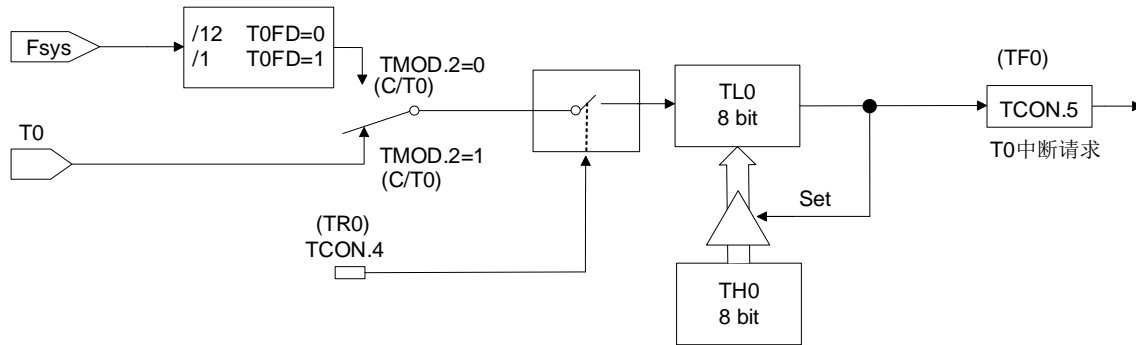 Fsys
/12 T0FD=0
/1 T0FD=1
TMOD.2=0
(C/T0)
T0
TMOD.2=1
(C/T0)
(TR0)
TCON.4
TL0
8 bit
Set
TH0
8 bit
(TF0)
TCON.5
T0中断请求